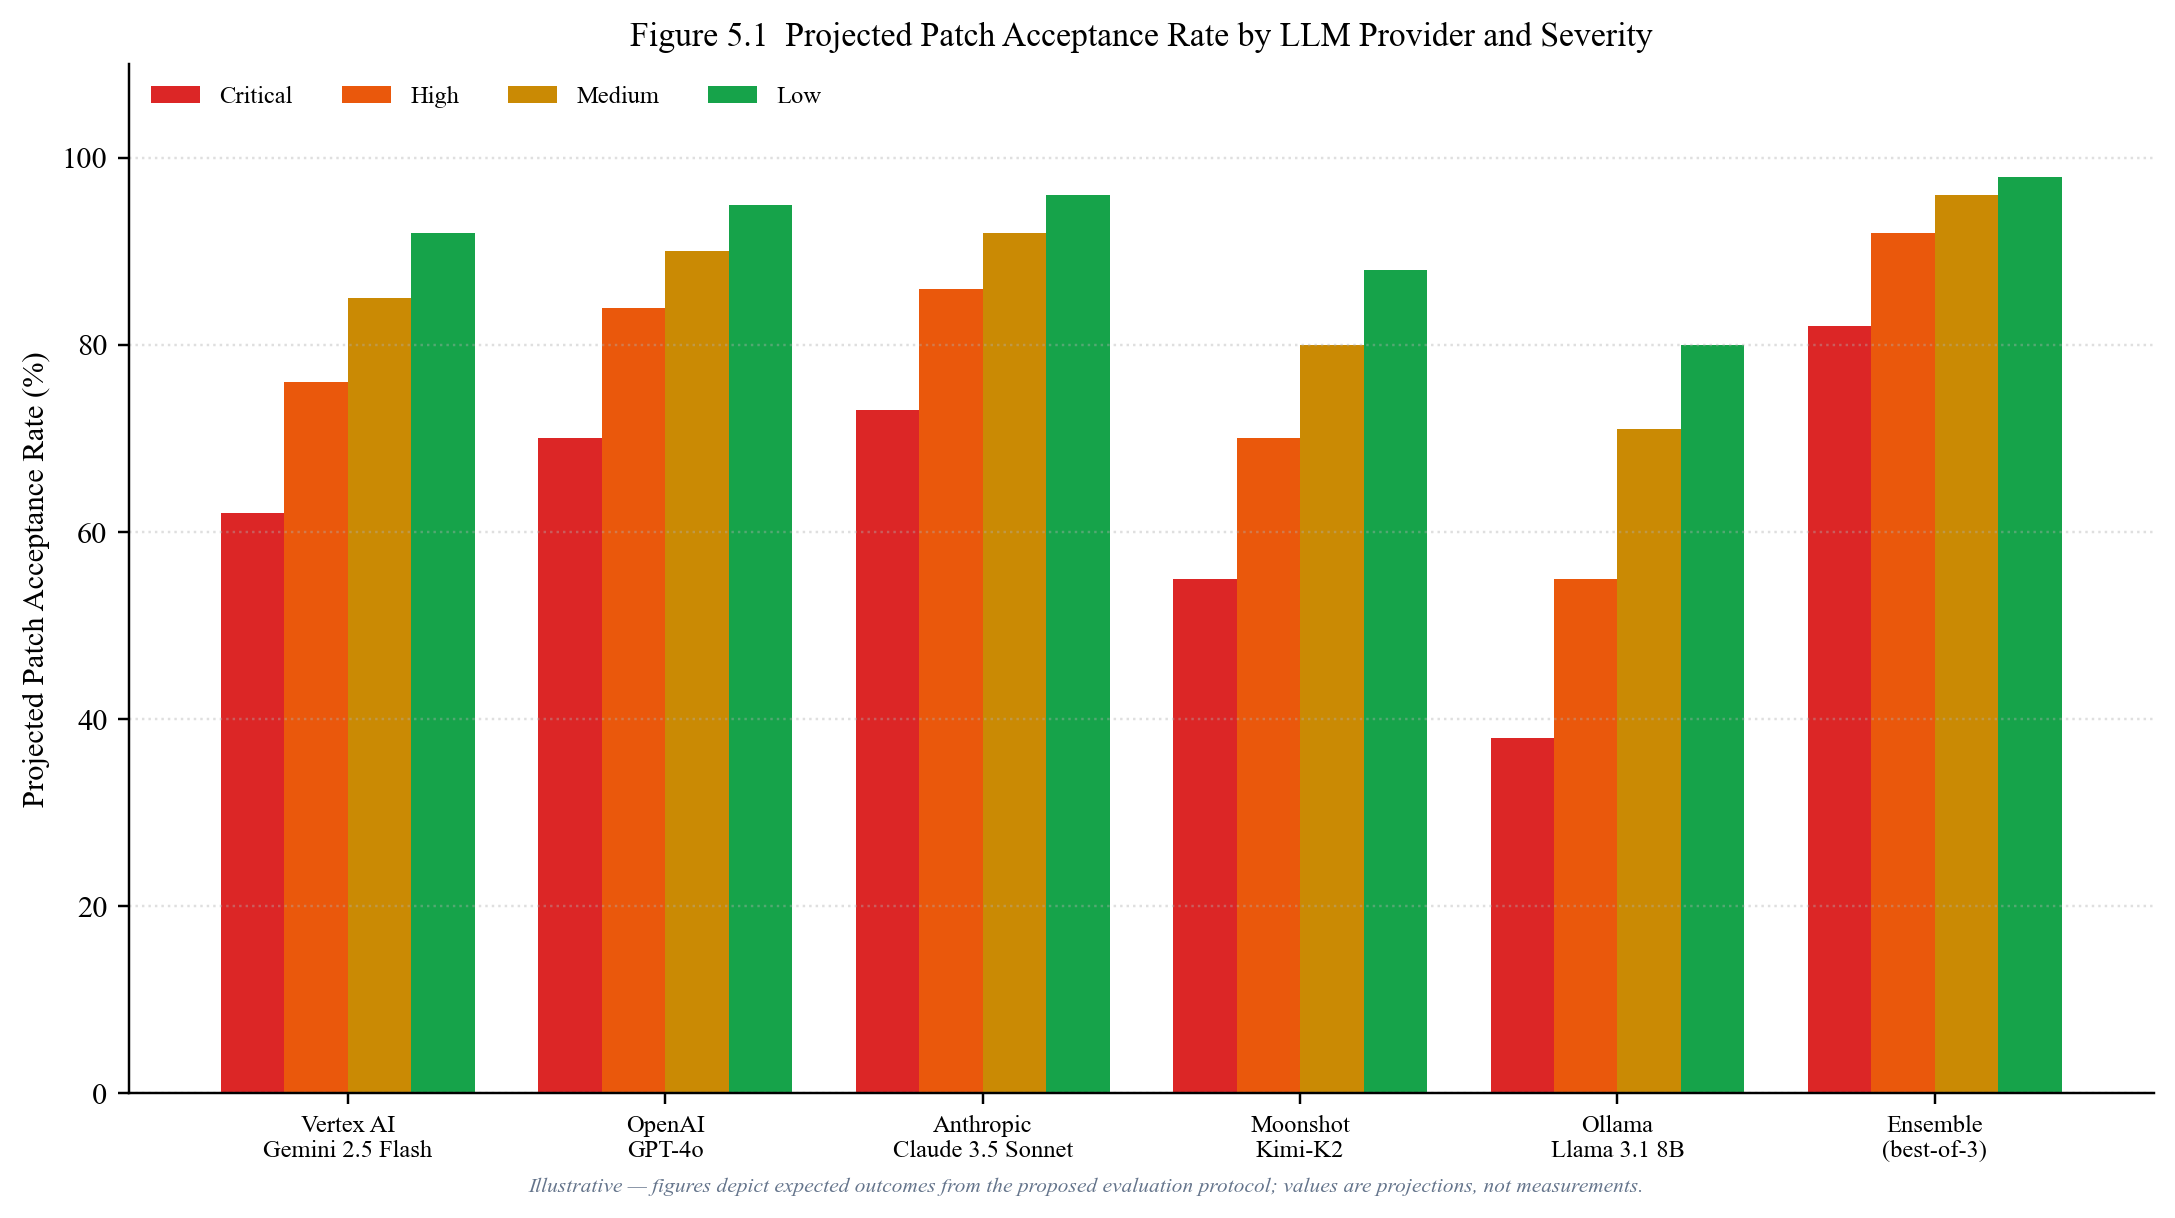 Figure 5.1  Projected Patch Acceptance Rate by LLM Provider and Severity
Critical High Medium Low
Projected Patch Acceptance Rate (%)
100
80
60
40
20
0
Vertex AI
Gemini 2.5 Flash
OpenAI
GPT-4o
Anthropic
Claude 3.5 Sonnet
Moonshot
Kimi-K2
Ollama
Llama 3.1 8B
Ensemble
(best-of-3)
Illustrative — figures depict expected outcomes from the proposed evaluation protocol; values are projections, not measurements.